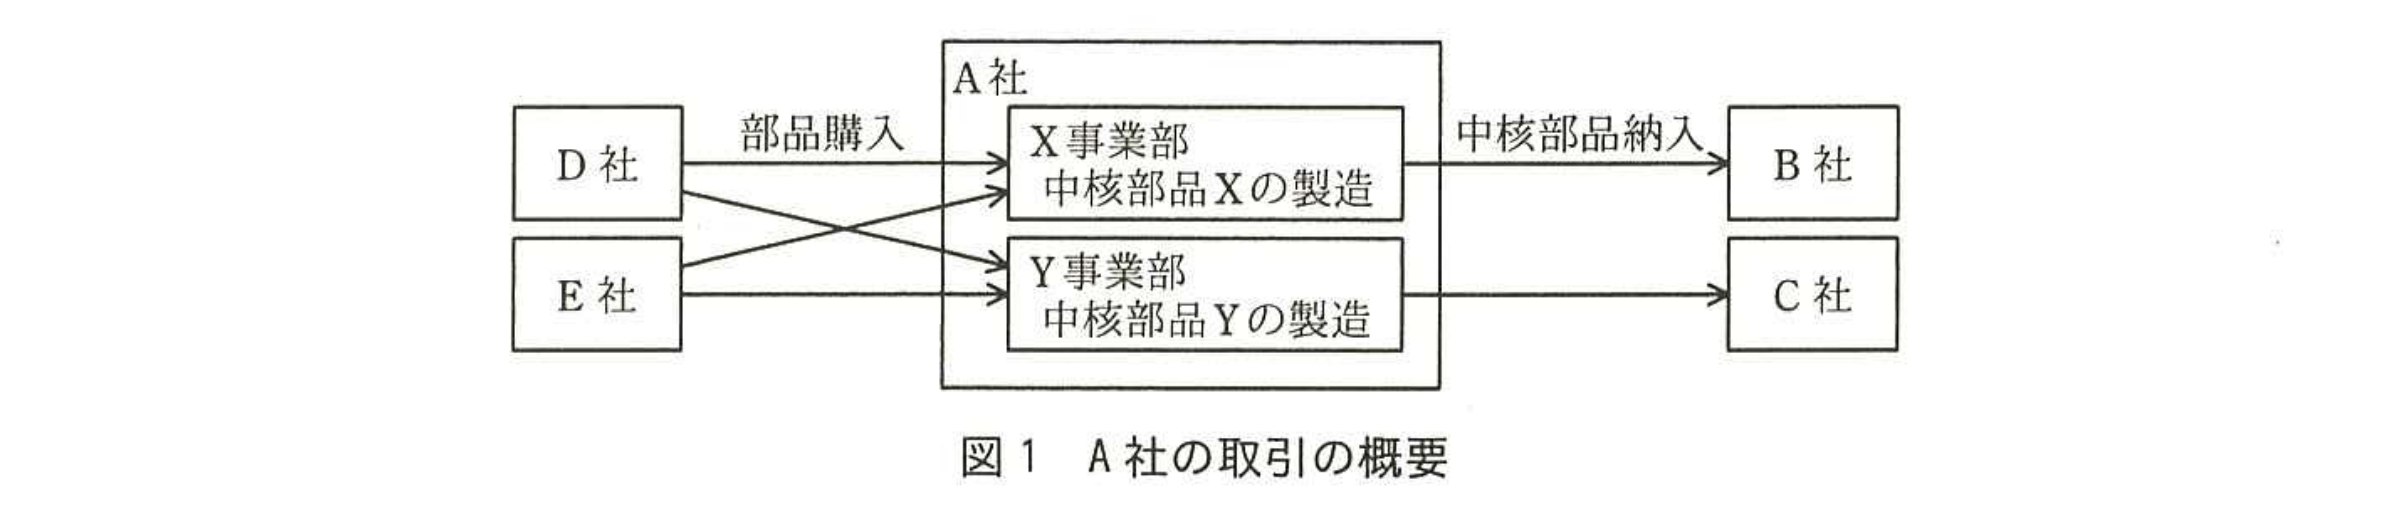 A社
D社
部品購入
X事業部
中核部品Xの製造
中核部品納入
B社
E社
Y事業部
中核部品Yの製造
C社
図1 A社の取引の概要